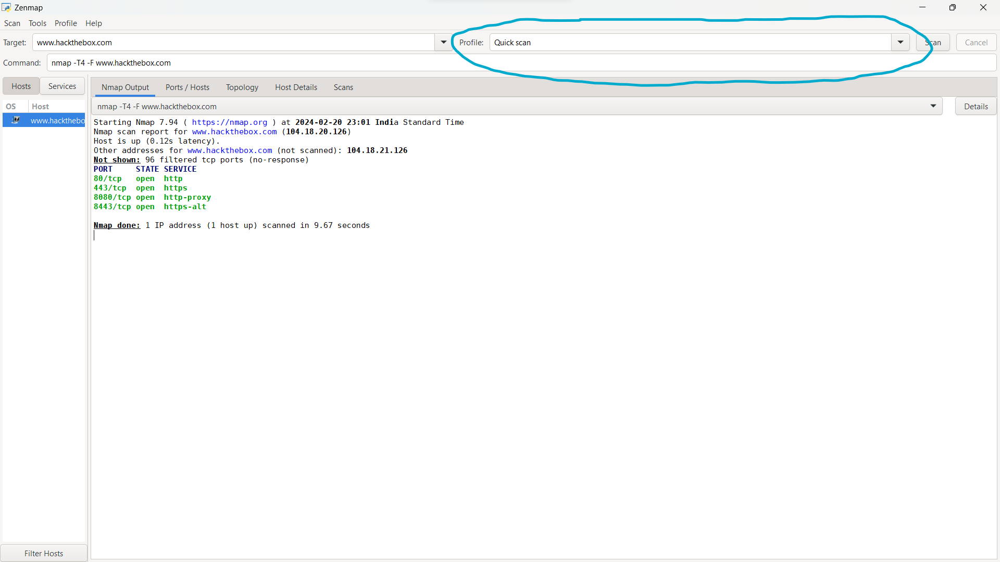 Zenmap
Scan Tools Profile Help
Target: www.hackthebox.com Profile: Quick scan Scan Cancel
Command: nmap -T4 -F www.hackthebox.com
Hosts Services Nmap Output Ports / Hosts Topology Host Details Scans
OS Host nmap -T4 -F www.hackthebox.com Details
www.hackthebo
Starting Nmap 7.94 ( https://nmap.org ) at 2024-02-20 23:01 India Standard Time
Nmap scan report for www.hackthebox.com (104.18.20.126)
Host is up (0.12s latency).
Other addresses for www.hackthebox.com (not scanned): 104.18.21.126
Not shown: 96 filtered tcp ports (no-response)
PORT STATE SERVICE
80/tcp open http
443/tcp open https
8080/tcp open http-proxy
8443/tcp open https-alt
Nmap done: 1 IP address (1 host up) scanned in 9.67 seconds
Filter Hosts